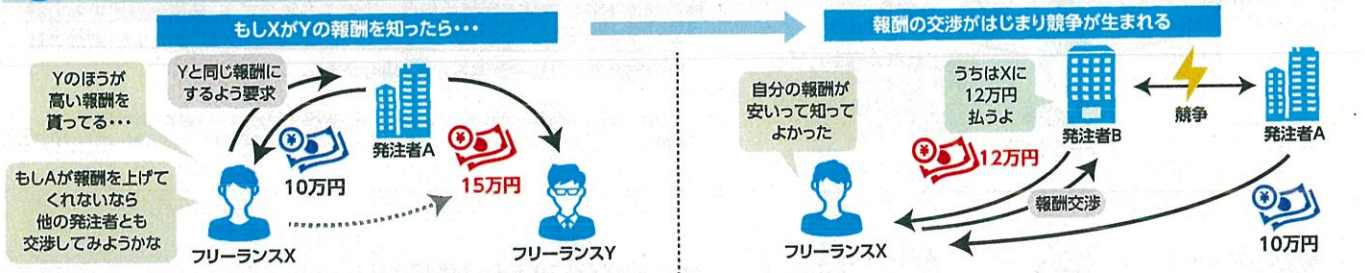 もしXがYの報酬を知ったら・・・
Yのほうが
高い報酬を
貰ってる・・・
Yと同じ報酬に
するよう要求
発注者A
10万円
15万円
もしAが報酬を上げて
くれないなら
他の発注者とも
交渉してみようかな
フリーランスX
フリーランスY
報酬の交渉がはじまり競争が生まれる
自分の報酬が
安いって知って
よかった
うちはXに
12万円
払うよ
発注者B
競争
発注者A
12万円
報酬交渉
10万円
フリーランスX